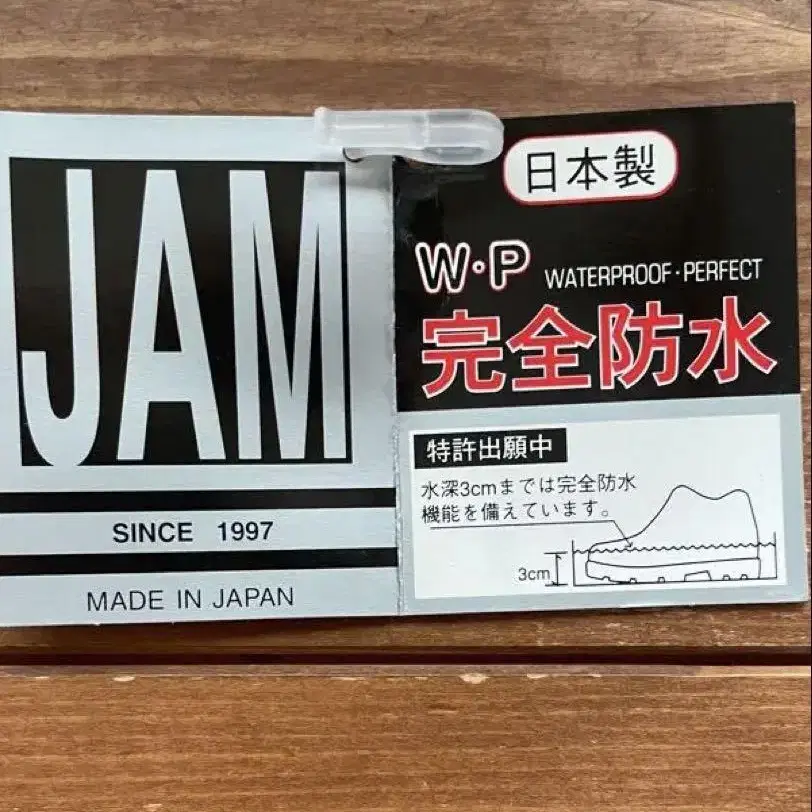 JAM
SINCE 1997
MADE IN JAPAN
日本製
W・P WATERPROOF・PERFECT
完全防水
特許出願中
水深3cmまでは完全防水
機能を備えています。
3cm